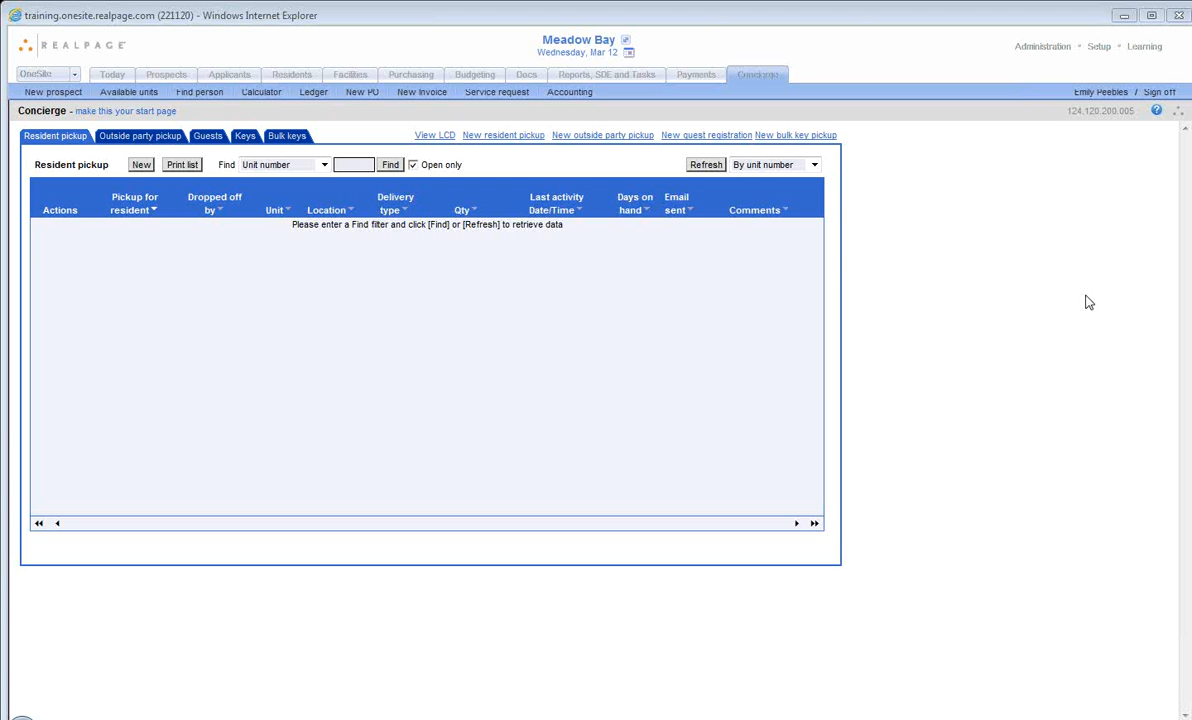 training.onesite.realpage.com (221120) - Windows Internet Explorer
REALPAGE
Meadow Bay
Wednesday, Mar 12
Administration • Setup • Learning
OneSite Today Prospects Applicants Residents Facilities Purchasing Budgeting Docs Reports, SDE and Tasks Payments Concierge
New prospect Available units Find person Calculator Ledger New PO New Invoice Service request Accounting Emily Peebles / Sign off
Concierge - make this your start page 124.120.200.005
Resident pickup Outside party pickup Guests Keys Bulk keys View LCD New resident pickup New outside party pickup New guest registration New bulk key pickup
Resident pickup New Print list Find Unit number Find Open only Refresh By unit number
Pickup for Dropped off Delivery Last activity Days on Email
Actions resident by Unit Location type Qty Date/Time hand sent Comments
Please enter a Find filter and click [Find] or [Refresh] to retrieve data